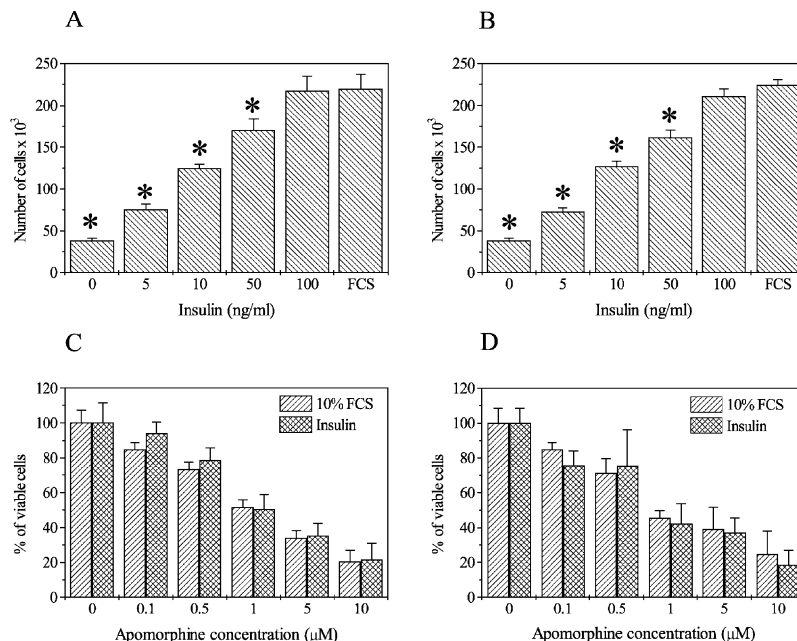 A
Number of cells x 10³
250
200
150
100
50
0
* * * *
0 5 10 50 100 FCS
Insulin (ng/ml)
B
Number of cells x 10³
250
200
150
100
50
0
* * * *
0 5 10 50 100 FCS
Insulin (ng/ml)
C
% of viable cells
120
100
80
60
40
20
0
10% FCS
Insulin
0 0.1 0.5 1 5 10
Apomorphine concentration (µM)
D
% of viable cells
120
100
80
60
40
20
0
10% FCS
Insulin
0 0.1 0.5 1 5 10
Apomorphine concentration (µM)